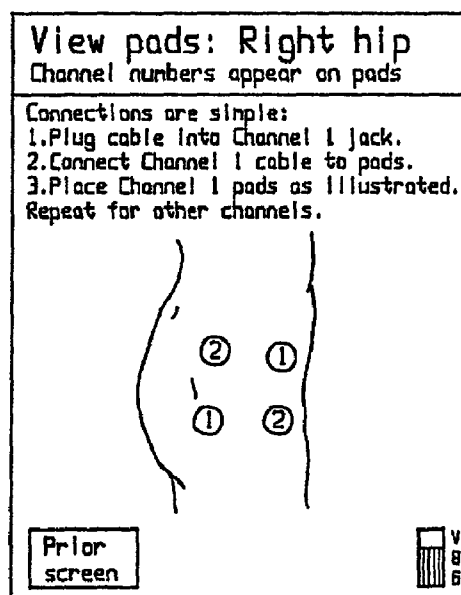 View pads: Right hip
Channel numbers appear on pads
Connections are simple:
1.Plug cable into Channel 1 jack.
2.Connect Channel 1 cable to pads.
3.Place Channel 1 pads as illustrated.
Repeat for other channels.
2 1
1 2
Prior
screen
V
8
6